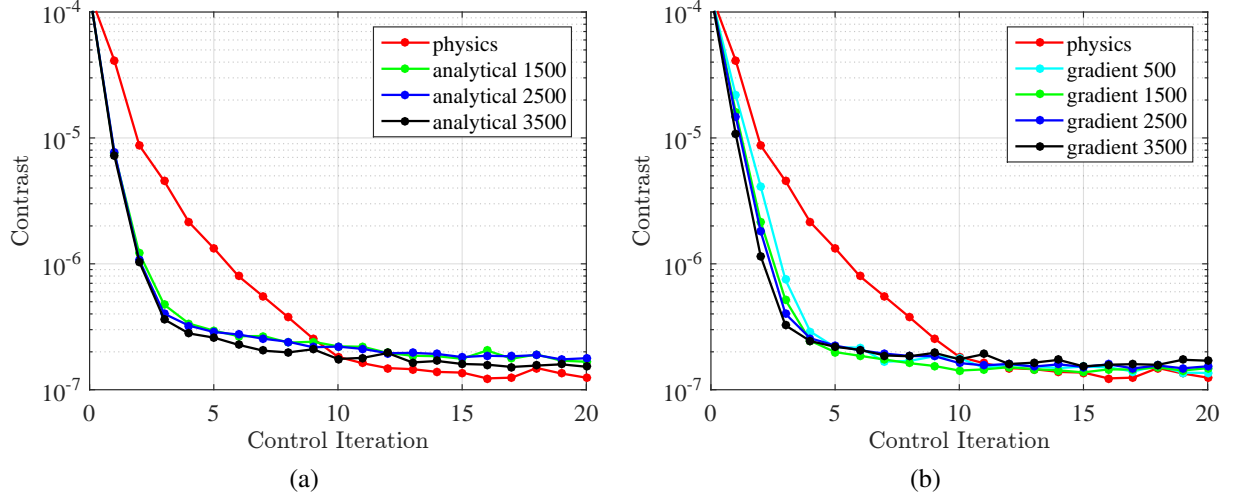 10^-4
10^-5
10^-6
10^-7
Contrast
physics
analytical 1500
analytical 2500
analytical 3500
0 5 10 15 20
Control Iteration
(a)
10^-4
10^-5
10^-6
10^-7
Contrast
physics
gradient 500
gradient 1500
gradient 2500
gradient 3500
0 5 10 15 20
Control Iteration
(b)